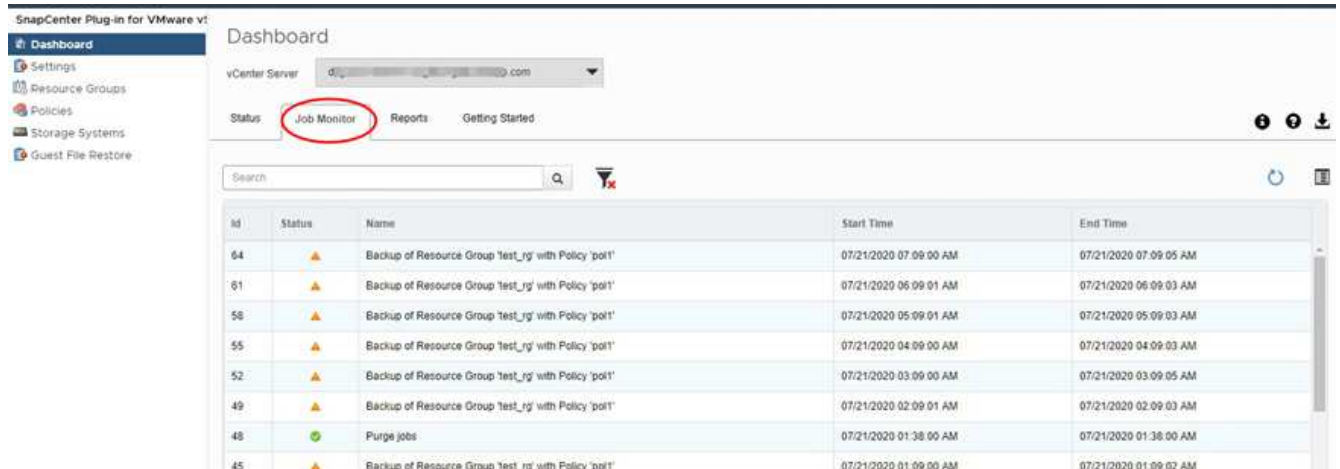 SnapCenter Plug-in for VMware vS
Dashboard
Settings
Resource Groups
Policies
Storage Systems
Guest File Restore
Dashboard
vCenter Server
.com
Status Job Monitor Reports Getting Started
Search
Id Status Name Start Time End Time
64 Backup of Resource Group 'test_rg' with Policy 'pol1' 07/21/2020 07:09:00 AM 07/21/2020 07:09:05 AM
61 Backup of Resource Group 'test_rg' with Policy 'pol1' 07/21/2020 06:09:01 AM 07/21/2020 06:09:03 AM
58 Backup of Resource Group 'test_rg' with Policy 'pol1' 07/21/2020 05:09:01 AM 07/21/2020 05:09:03 AM
55 Backup of Resource Group 'test_rg' with Policy 'pol1' 07/21/2020 04:09:00 AM 07/21/2020 04:09:03 AM
52 Backup of Resource Group 'test_rg' with Policy 'pol1' 07/21/2020 03:09:00 AM 07/21/2020 03:09:05 AM
49 Backup of Resource Group 'test_rg' with Policy 'pol1' 07/21/2020 02:09:01 AM 07/21/2020 02:09:03 AM
48 Purge jobs 07/21/2020 01:38:00 AM 07/21/2020 01:38:00 AM
45 Backup of Resource Group 'test_rg' with Policy 'pol1' 07/21/2020 01:09:00 AM 07/21/2020 01:09:02 AM